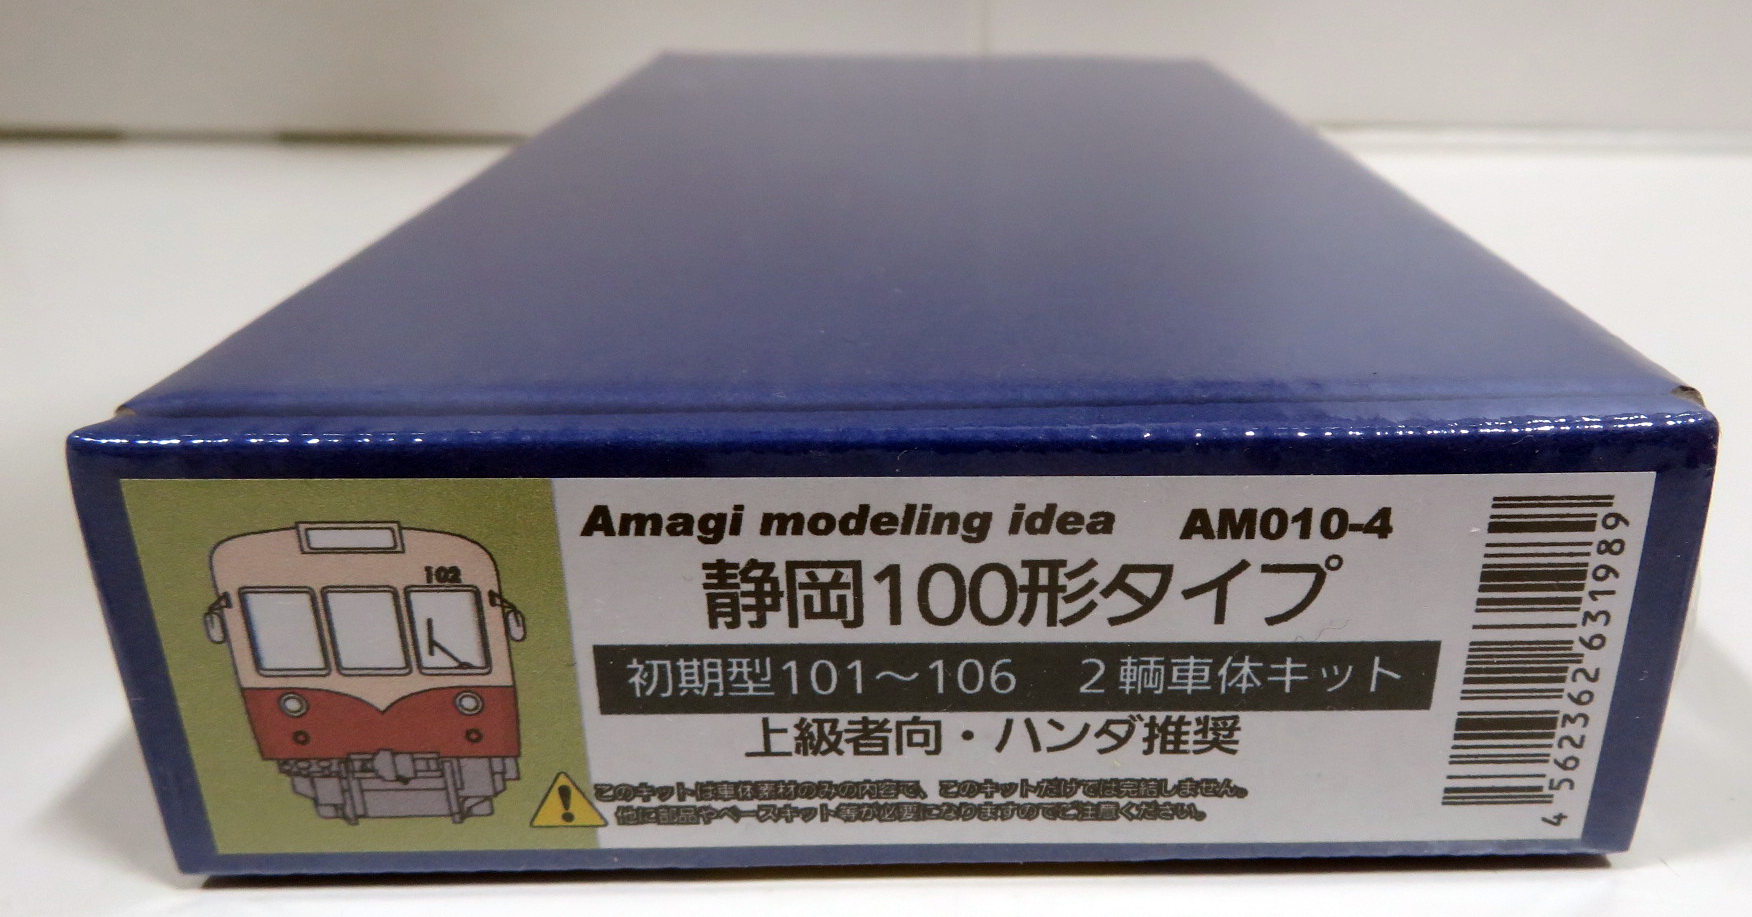 Amagi modeling idea AM010-4
静岡100形タイプ
初期型101～106 2輌車体キット
上級者向・ハンダ推奨
このキットは車体素材のみの内容で、このキットだけでは完結しません。
他に部品やベースキット等が必要になりますのでご注意ください。
102
4562362631989